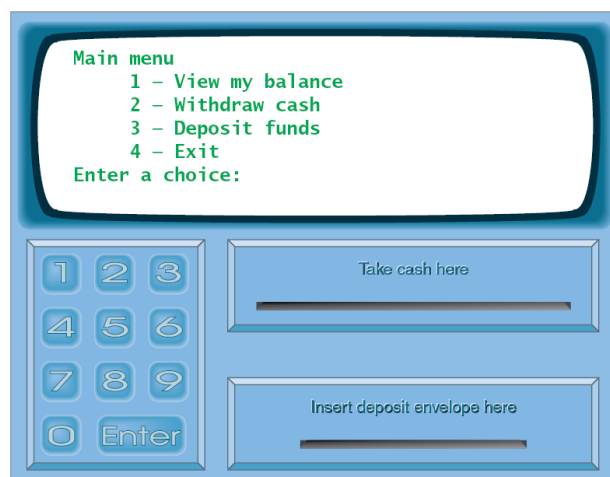 Main menu
1 – View my balance
2 – Withdraw cash
3 – Deposit funds
4 – Exit
Enter a choice:
1 2 3
Take cash here
4 5 6
7 8 9
Insert deposit envelope here
0 Enter